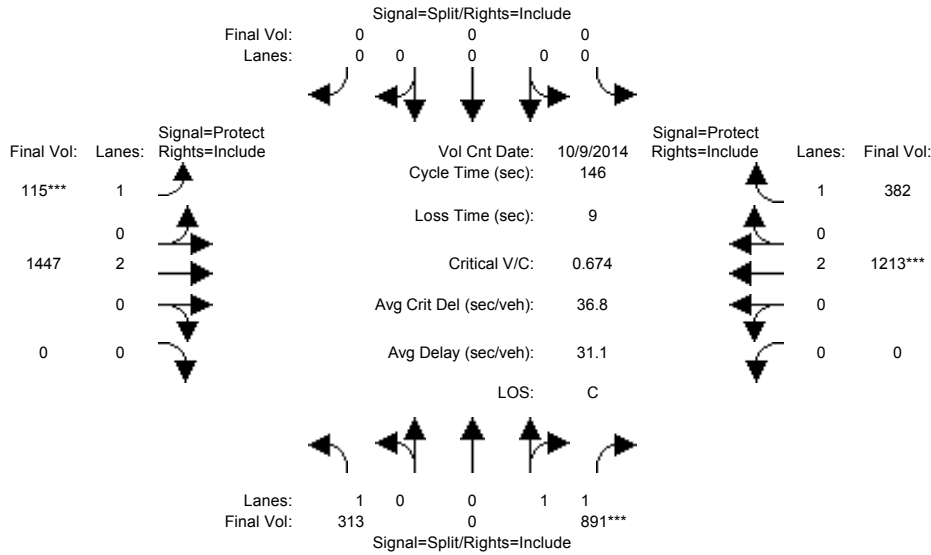 Signal=Split/Rights=Include
Final Vol: 0 0 0
Lanes: 0 0 0 0 0
Signal=Protect Signal=Protect
Final Vol: Lanes: Rights=Include Vol Cnt Date: 10/9/2014 Rights=Include Lanes: Final Vol:
Cycle Time (sec): 146
115*** 1 1 382
Loss Time (sec): 9
0 0
1447 2 Critical V/C: 0.674 2 1213***
0 Avg Crit Del (sec/veh): 36.8 0
0 0 Avg Delay (sec/veh): 31.1 0 0
LOS: C
Lanes: 1 0 0 1 1
Final Vol: 313 0 891***
Signal=Split/Rights=Include